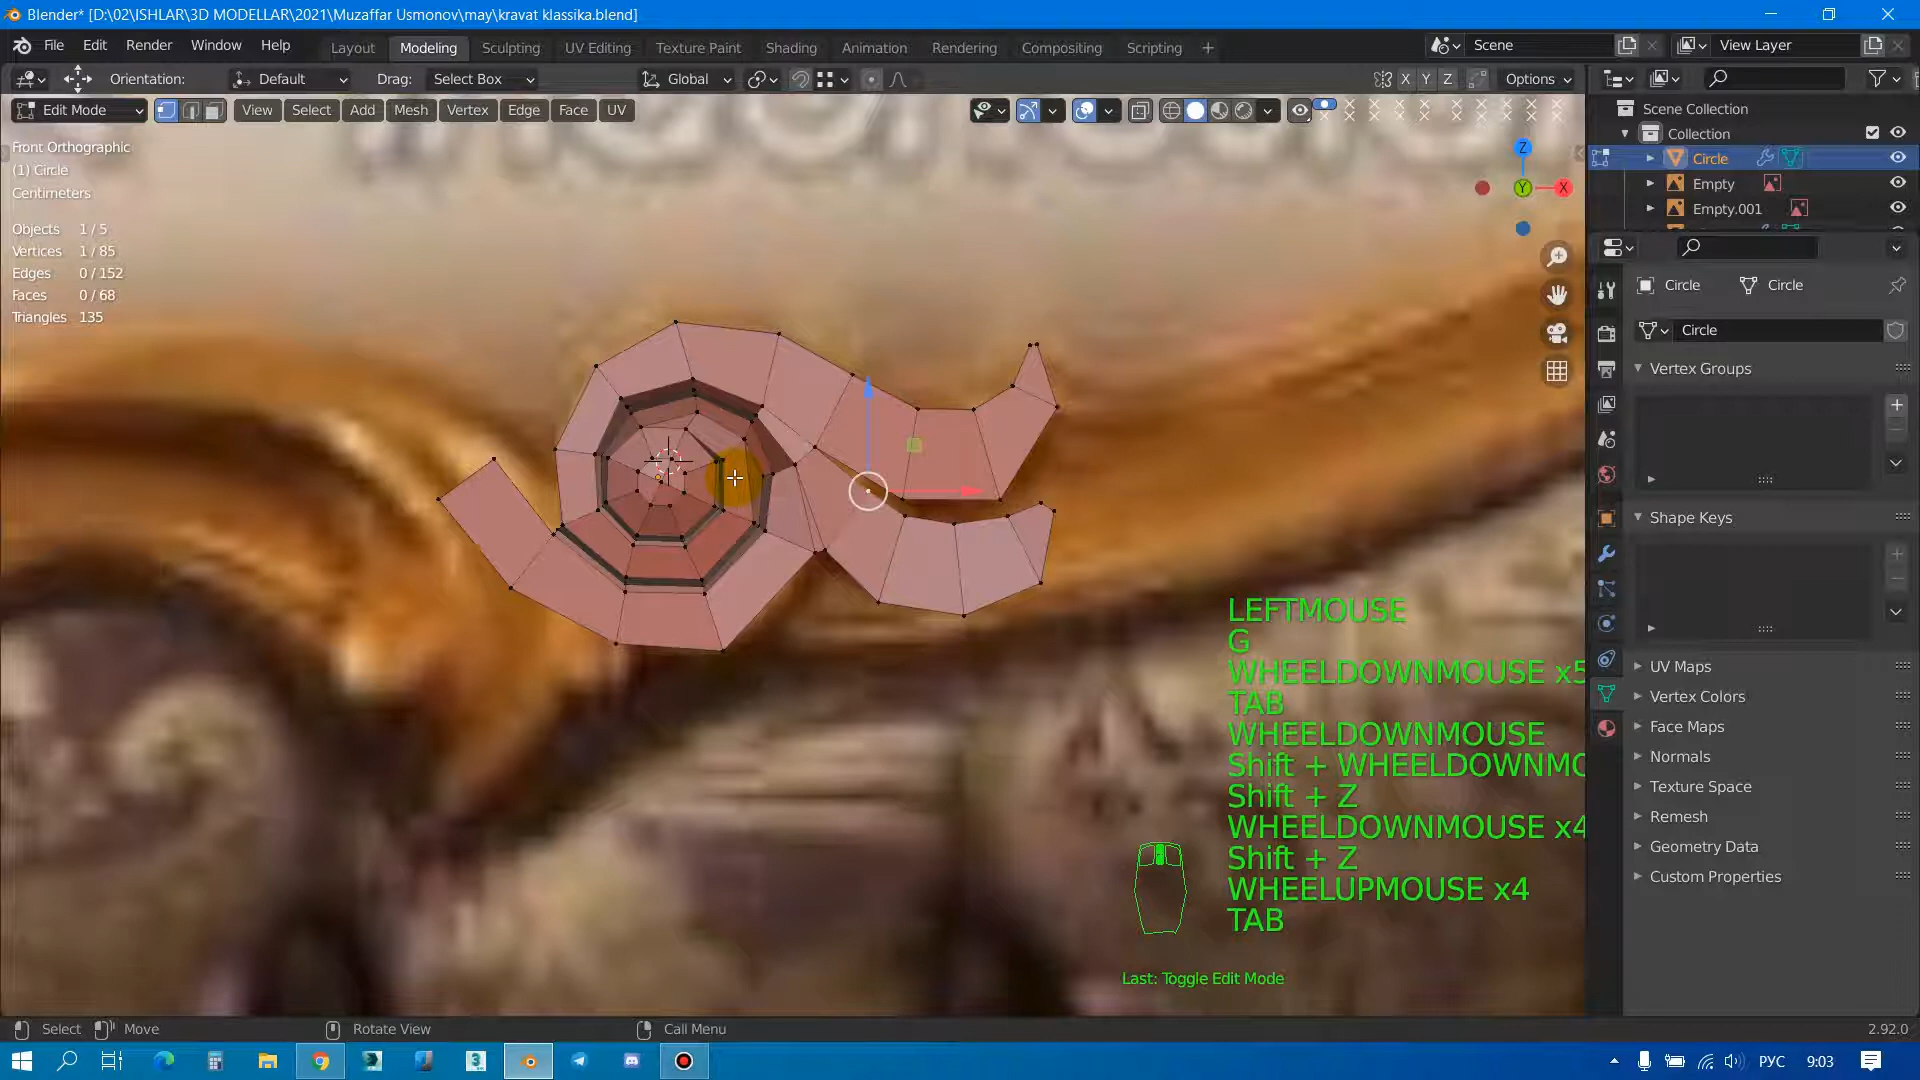 Blender* [D:\02\ISHLAR\3D MODELLAR\2021\Muzaffar Usmonov\may\kravat klassika.blend]
File Edit Render Window Help Layout Modeling Sculpting UV Editing Texture Paint Shading Animation Rendering Compositing Scripting + Scene View Layer
Orientation: Default Drag: Select Box Global X Y Z Options
Edit Mode View Select Add Mesh Vertex Edge Face UV
Scene Collection
Collection
Circle
Empty
Empty.001
Front Orthographic
(1) Circle
Centimeters
Objects 1 / 5
Vertices 1 / 85
Edges 0 / 152
Faces 0 / 68
Triangles 135
Z
Y X
Circle Circle
Circle
Vertex Groups
Shape Keys
UV Maps
Vertex Colors
Face Maps
Normals
Texture Space
Remesh
Geometry Data
Custom Properties
LEFTMOUSE
G
WHEELDOWNMOUSE x5
TAB
WHEELDOWNMOUSE
Shift + WHEELDOWNMO
Shift + Z
WHEELDOWNMOUSE x4
Shift + Z
WHEELUPMOUSE x4
TAB
Last: Toggle Edit Mode
Select Move Rotate View Call Menu 2.92.0
РУС 9:03